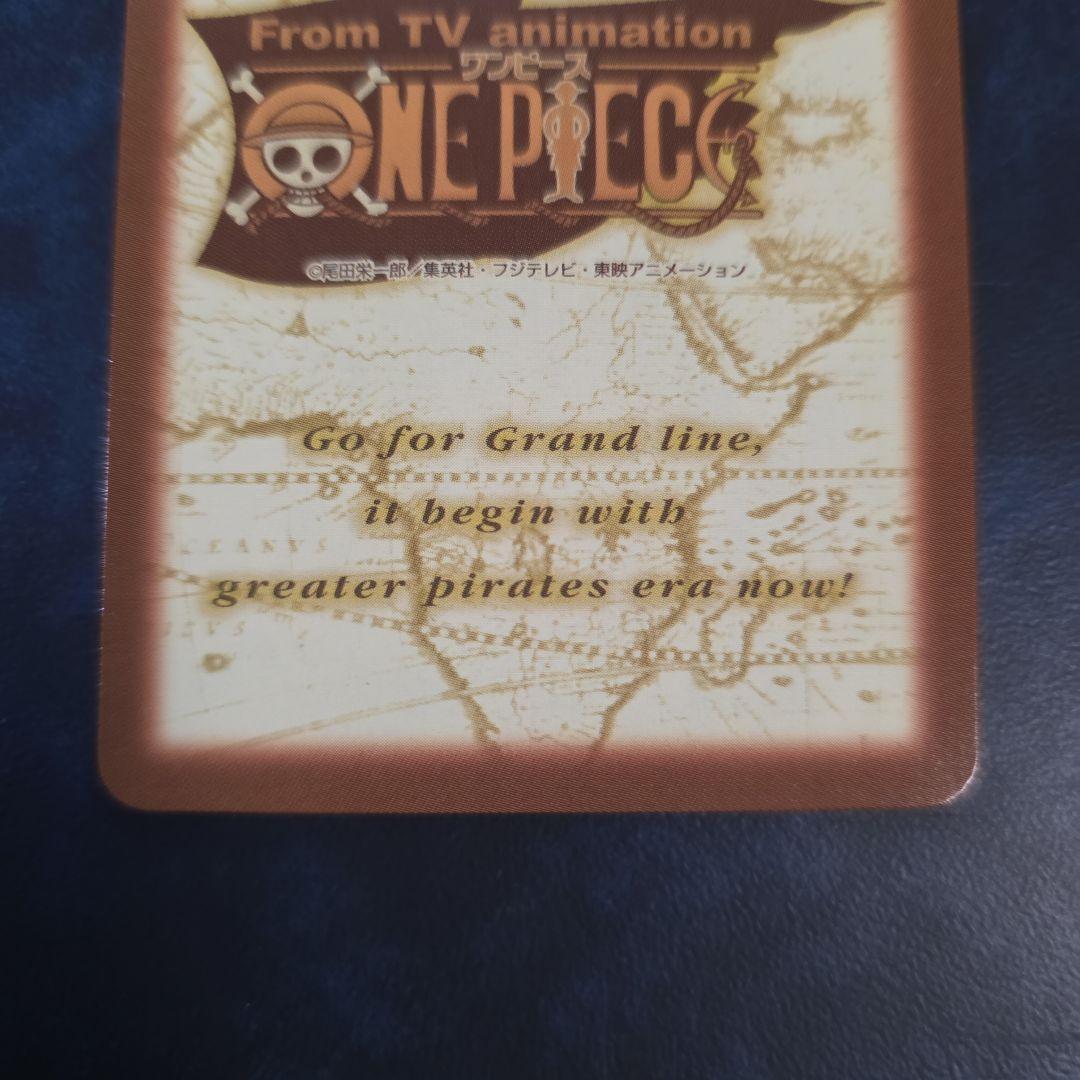 From TV animation
ワンピース
ONE PIECE
©尾田栄一郎／集英社・フジテレビ・東映アニメーション
Go for Grand line,
it begin with
CEANVS
greater pirates era now!